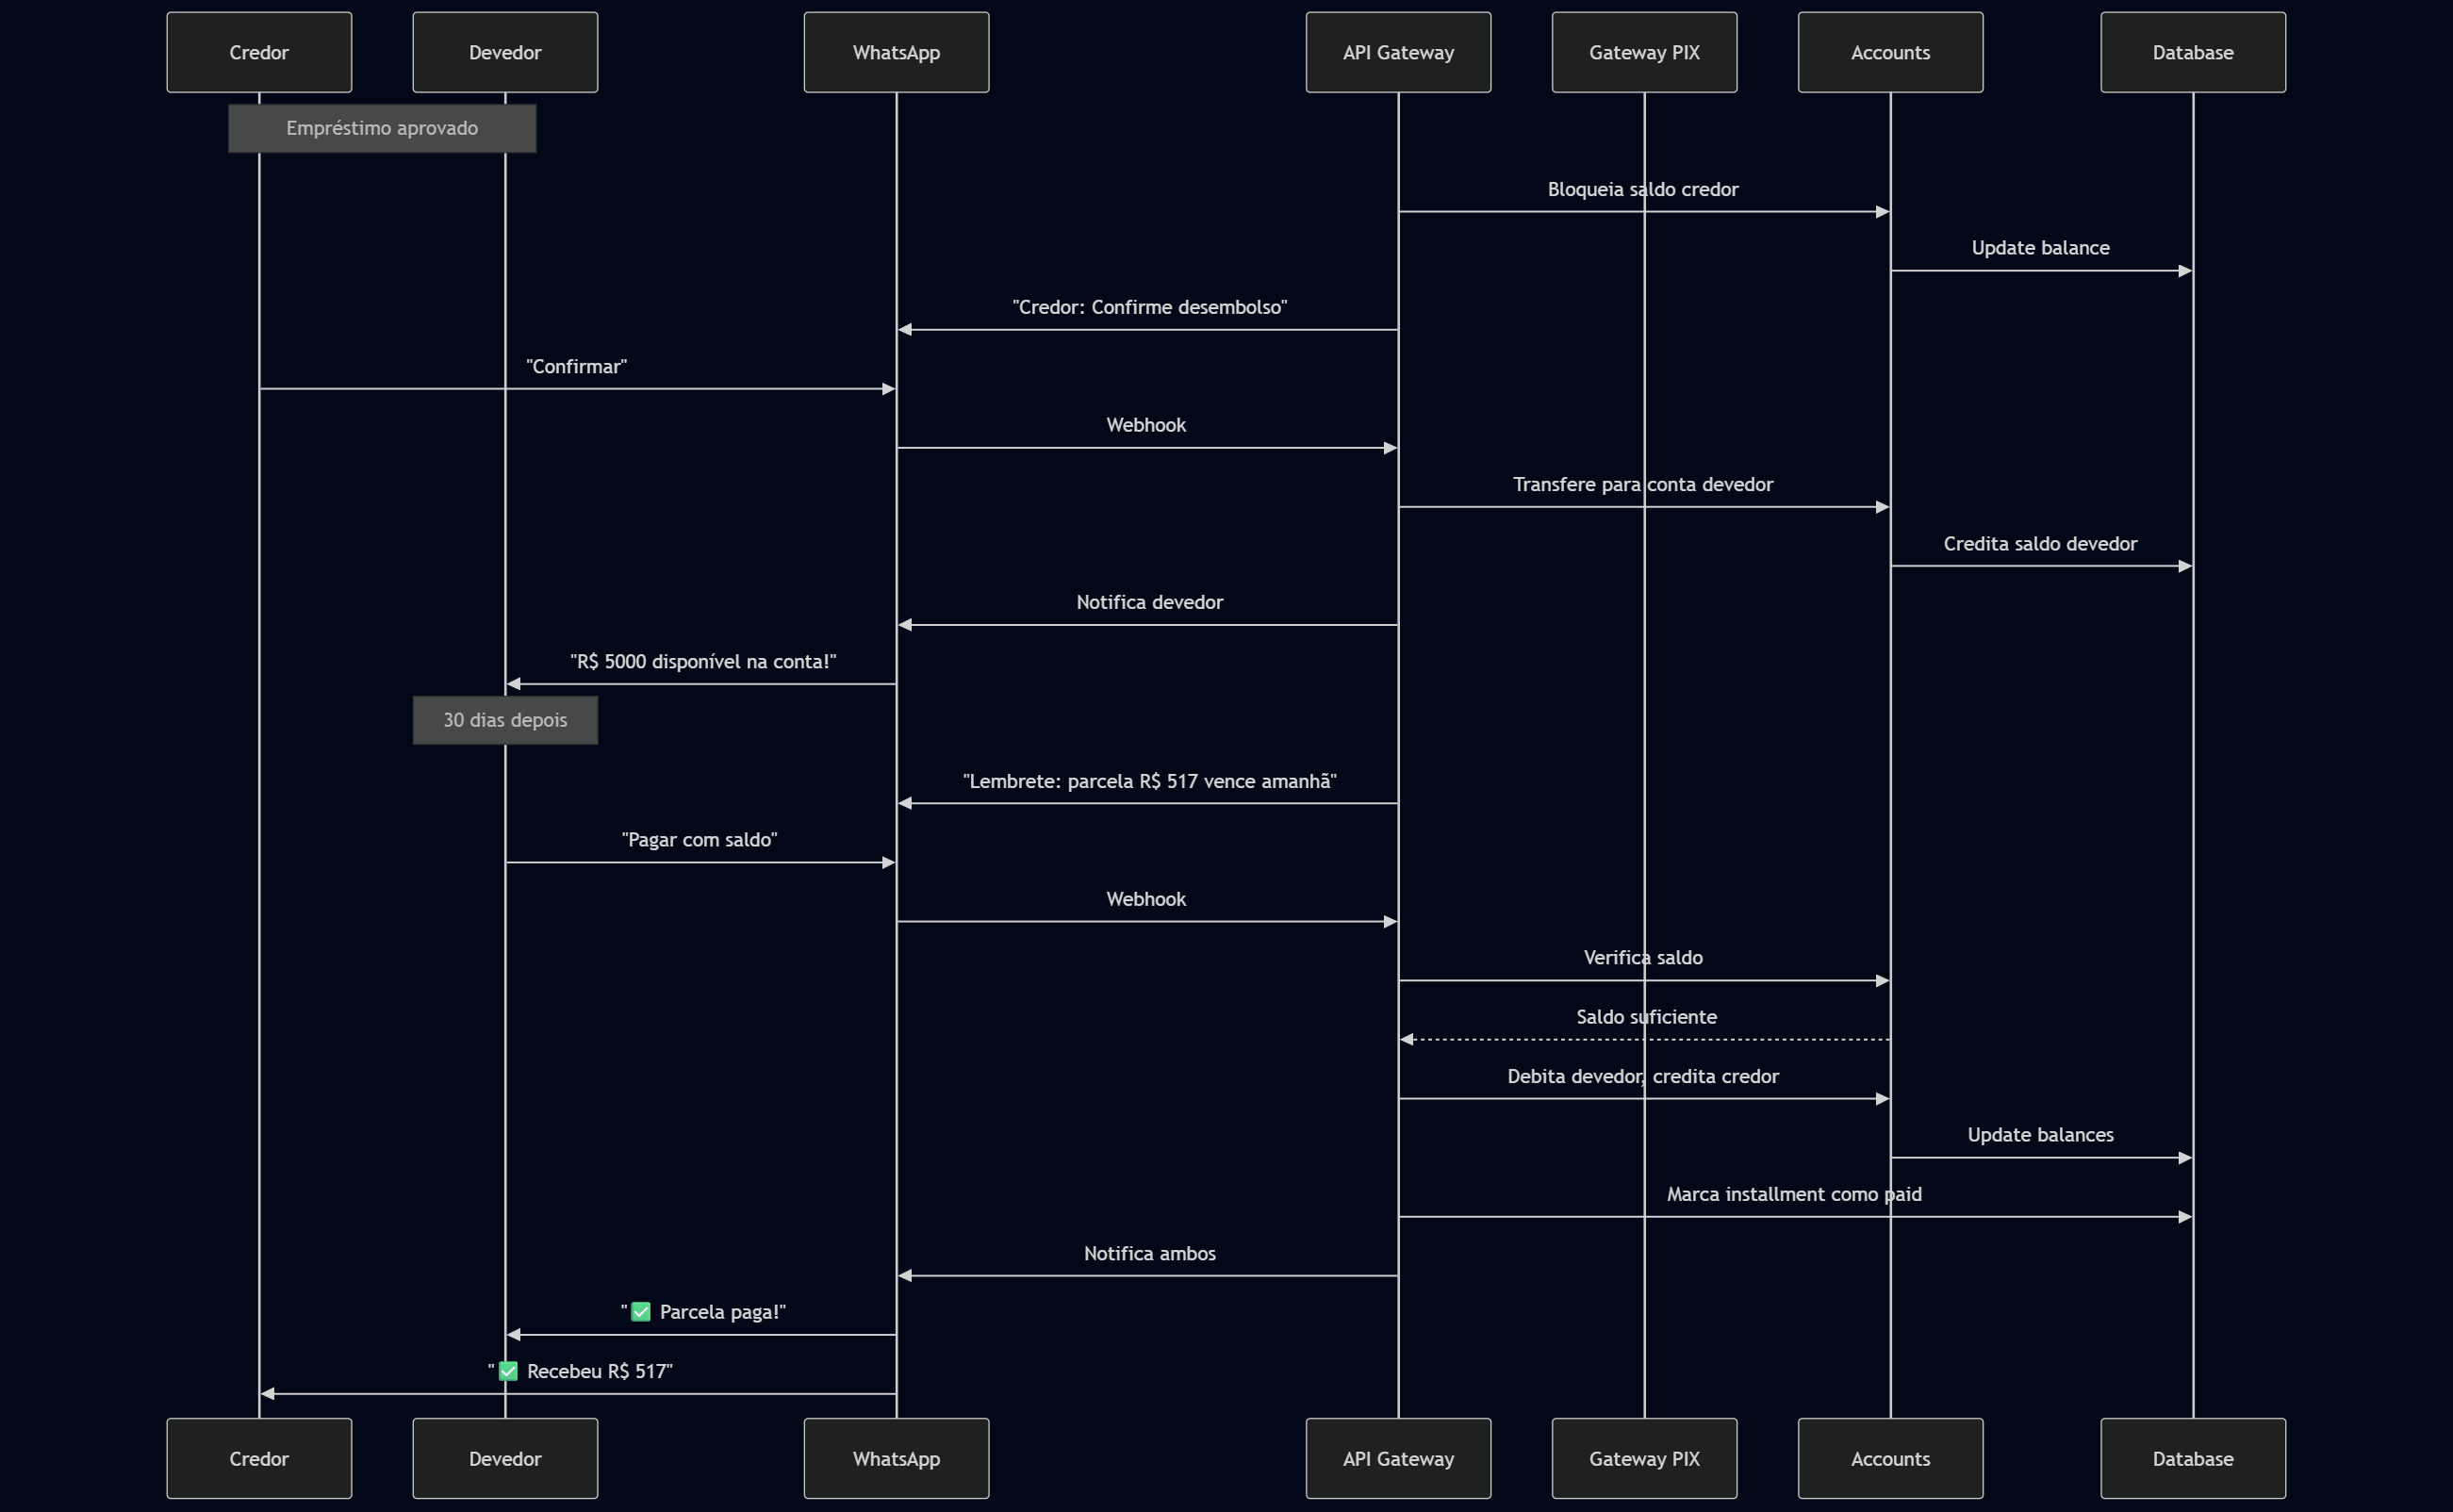 Credor
Devedor
WhatsApp
API Gateway
Gateway PIX
Accounts
Database
Empréstimo aprovado
Bloqueia saldo credor
Update balance
"Credor: Confirme desembolso"
"Confirmar"
Webhook
Transfere para conta devedor
Credita saldo devedor
Notifica devedor
"R$ 5000 disponível na conta!"
30 dias depois
"Lembrete: parcela R$ 517 vence amanhã"
"Pagar com saldo"
Webhook
Verifica saldo
Saldo suficiente
Debita devedor, credita credor
Update balances
Marca installment como paid
Notifica ambos
"✅ Parcela paga!"
"✅ Recebeu R$ 517"
Credor
Devedor
WhatsApp
API Gateway
Gateway PIX
Accounts
Database